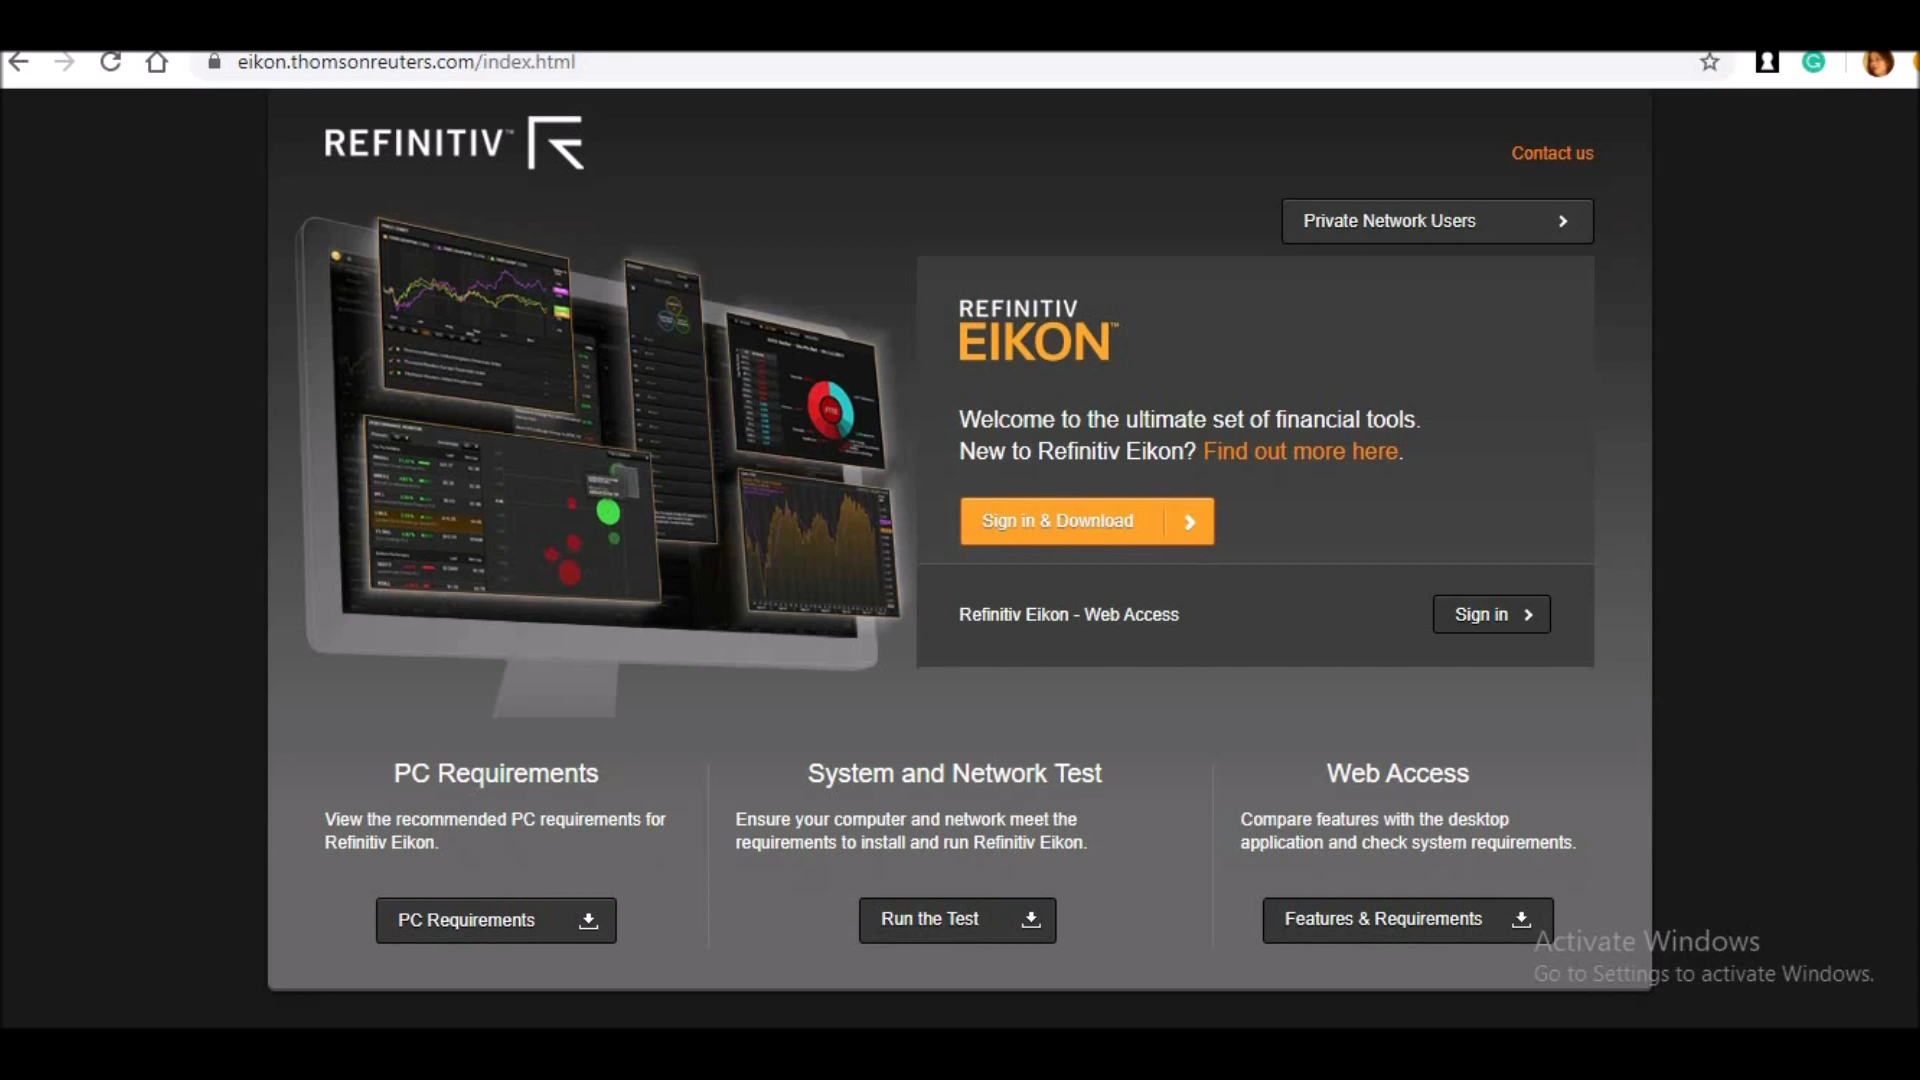 eikon.thomsonreuters.com/index.html
REFINITIV™
Contact us
Private Network Users
REFINITIV
EIKON™
Welcome to the ultimate set of financial tools.
New to Refinitiv Eikon? Find out more here.
Sign in & Download
Refinitiv Eikon - Web Access
Sign in
PC Requirements
View the recommended PC requirements for
Refinitiv Eikon.
PC Requirements
System and Network Test
Ensure your computer and network meet the
requirements to install and run Refinitiv Eikon.
Run the Test
Web Access
Compare features with the desktop
application and check system requirements.
Features & Requirements
Activate Windows
Go to Settings to activate Windows.